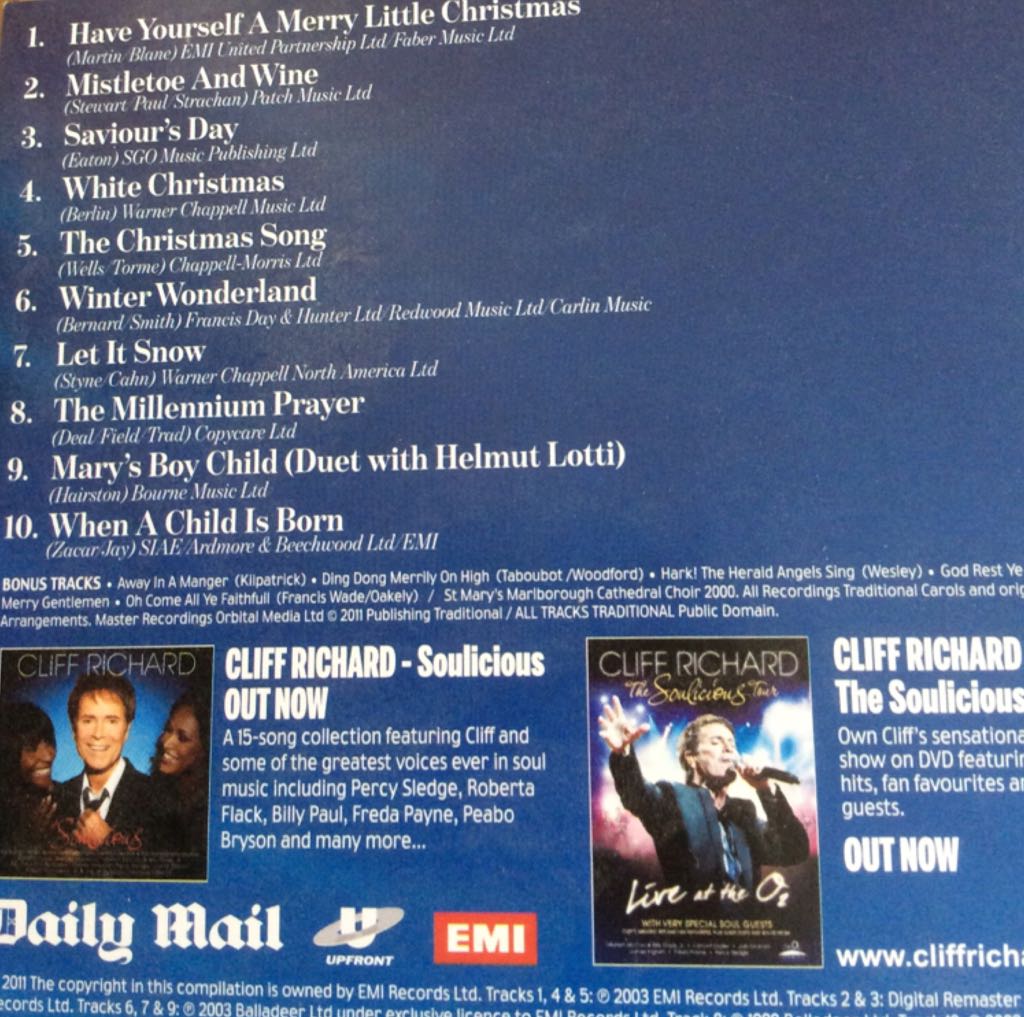 1. Have Yourself A Merry Little Christmas
(Martin/Blane) EMI United Partnership Ltd/Faber Music Ltd
2. Mistletoe And Wine
(Stewart/Paul/Strachan) Patch Music Ltd
3. Saviour's Day
(Eaton) SGO Music Publishing Ltd
4. White Christmas
(Berlin) Warner Chappell Music Ltd
5. The Christmas Song
(Wells/Torme) Chappell-Morris Ltd
6. Winter Wonderland
(Bernard/Smith) Francis Day & Hunter Ltd/Redwood Music Ltd/Carlin Music
7. Let It Snow
(Styne/Cahn) Warner Chappell North America Ltd
8. The Millennium Prayer
(Deal/Field/Trad) Copycare Ltd
9. Mary's Boy Child (Duet with Helmut Lotti)
(Hairston) Bourne Music Ltd
10. When A Child Is Born
(Zacar/Jay) SIAE/Ardmore & Beechwood Ltd/EMI
BONUS TRACKS • Away In A Manger (Kilpatrick) • Ding Dong Merrily On High (Taboubot /Woodford) • Hark! The Herald Angels Sing (Wesley) • God Rest Ye
Merry Gentlemen • Oh Come All Ye Faithfull (Francis Wade/Oakely) / St Mary's Marlborough Cathedral Choir 2000. All Recordings Traditional Carols and orig
Arrangements. Master Recordings Orbital Media Ltd © 2011 Publishing Traditional / ALL TRACKS TRADITIONAL Public Domain.
CLIFF RICHARD
Soulicious
CLIFF RICHARD - Soulicious
OUT NOW
A 15-song collection featuring Cliff and
some of the greatest voices ever in soul
music including Percy Sledge, Roberta
Flack, Billy Paul, Freda Payne, Peabo
Bryson and many more...
CLIFF RICHARD
The Soulicious Tour
Live at the O2
WITH VERY SPECIAL SOUL GUESTS
CLIFF RICHARD
The Soulicious
Own Cliff's sensationa
show on DVD featurin
hits, fan favourites a
guests.
OUT NOW
Daily Mail
U
UPFRONT
EMI
www.cliffricha
2011 The copyright in this compilation is owned by EMI Records Ltd. Tracks 1, 4 & 5: ℗ 2003 EMI Records Ltd. Tracks 2 & 3: Digital Remaster
ecords Ltd. Tracks 6, 7 & 9: ℗ 2003 Balladeer Ltd under exclusive licence to EMI Records Ltd.